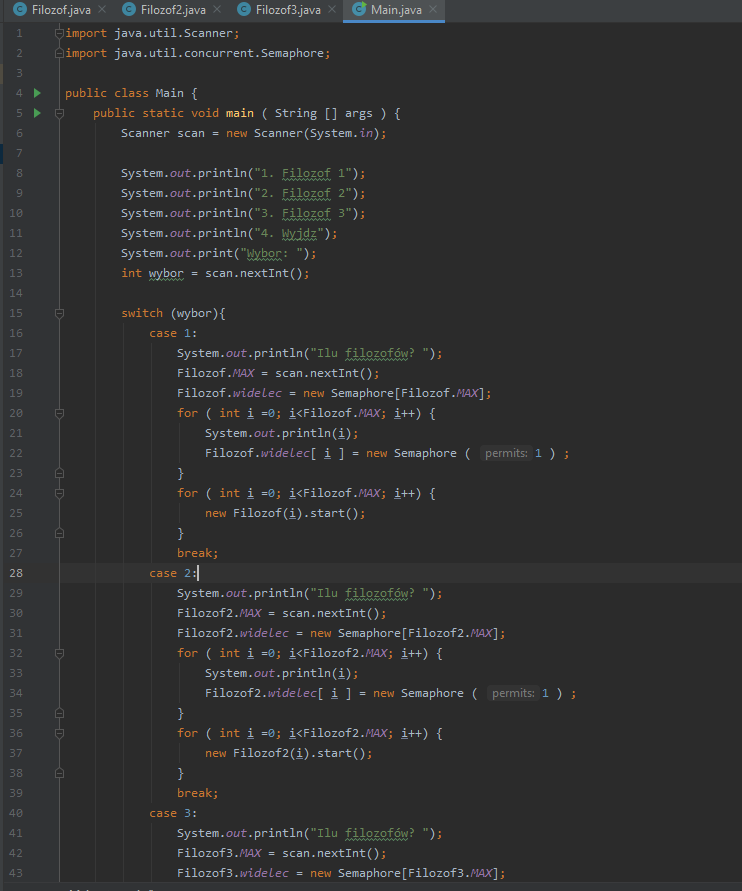 Filozof.java Filozof2.java Filozof3.java Main.java
1 import java.util.Scanner;
2 import java.util.concurrent.Semaphore;
3
4 public class Main {
5 public static void main ( String [] args ) {
6 Scanner scan = new Scanner(System.in);
7
8 System.out.println("1. Filozof 1");
9 System.out.println("2. Filozof 2");
10 System.out.println("3. Filozof 3");
11 System.out.println("4. Wyjdz");
12 System.out.print("Wybor: ");
13 int wybor = scan.nextInt();
14
15 switch (wybor){
16 case 1:
17 System.out.println("Ilu filozofów? ");
18 Filozof.MAX = scan.nextInt();
19 Filozof.widelec = new Semaphore[Filozof.MAX];
20 for ( int i =0; i<Filozof.MAX; i++) {
21 System.out.println(i);
22 Filozof.widelec[ i ] = new Semaphore ( permits: 1 ) ;
23 }
24 for ( int i =0; i<Filozof.MAX; i++) {
25 new Filozof(i).start();
26 }
27 break;
28 case 2:
29 System.out.println("Ilu filozofów? ");
30 Filozof2.MAX = scan.nextInt();
31 Filozof2.widelec = new Semaphore[Filozof2.MAX];
32 for ( int i =0; i<Filozof2.MAX; i++) {
33 System.out.println(i);
34 Filozof2.widelec[ i ] = new Semaphore ( permits: 1 ) ;
35 }
36 for ( int i =0; i<Filozof2.MAX; i++) {
37 new Filozof2(i).start();
38 }
39 break;
40 case 3:
41 System.out.println("Ilu filozofów? ");
42 Filozof3.MAX = scan.nextInt();
43 Filozof3.widelec = new Semaphore[Filozof3.MAX];